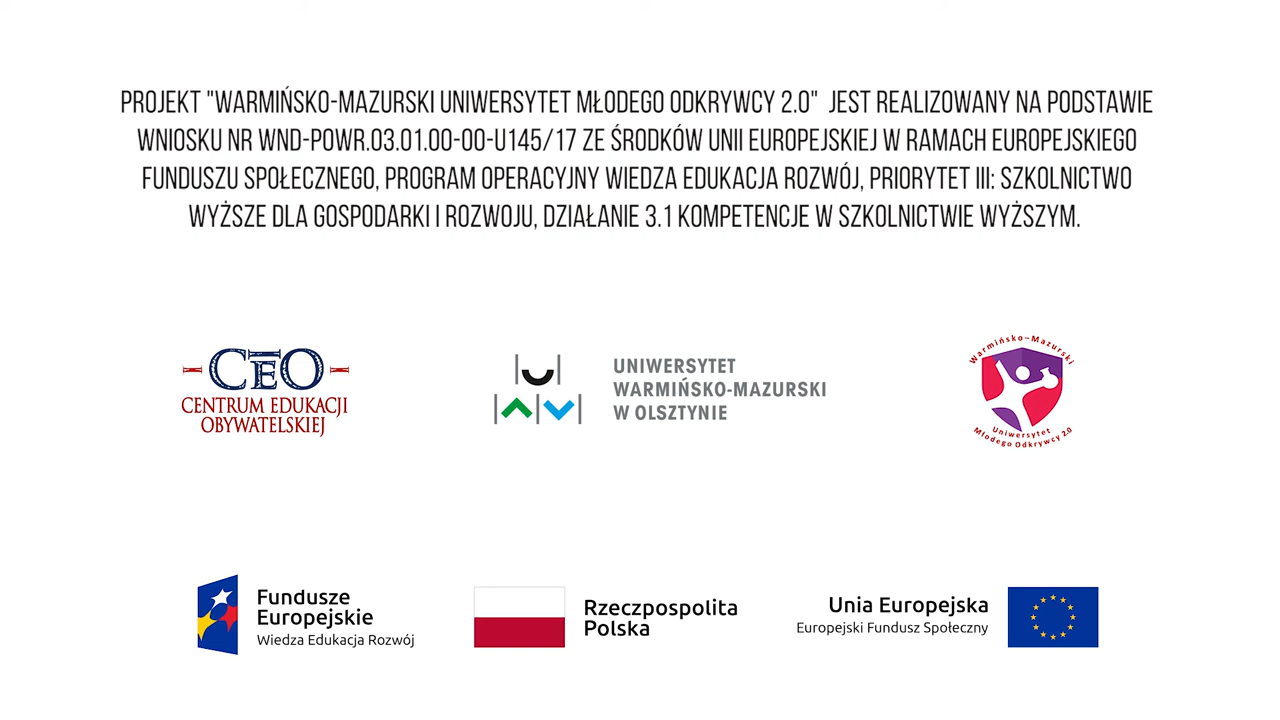 PROJEKT "WARMIŃSKO-MAZURSKI UNIWERSYTET MŁODEGO ODKRYWCY 2.0" JEST REALIZOWANY NA PODSTAWIE
WNIOSKU NR WND-POWR.03.01.00-00-U145/17 ZE ŚRODKÓW UNII EUROPEJSKIEJ W RAMACH EUROPEJSKIEGO
FUNDUSZU SPOŁECZNEGO, PROGRAM OPERACYJNY WIEDZA EDUKACJA ROZWÓJ, PRIORYTET III: SZKOLNICTWO
WYŻSZE DLA GOSPODARKI I ROZWOJU, DZIAŁANIE 3.1 KOMPETENCJE W SZKOLNICTWIE WYŻSZYM.
CEO
CENTRUM EDUKACJI
OBYWATELSKIEJ
UNIWERSYTET
WARMIŃSKO-MAZURSKI
W OLSZTYNIE
Warmińsko-Mazurski
Uniwersytet
Młodego Odkrywcy 2.0
Fundusze
Europejskie
Wiedza Edukacja Rozwój
Rzeczpospolita
Polska
Unia Europejska
Europejski Fundusz Społeczny